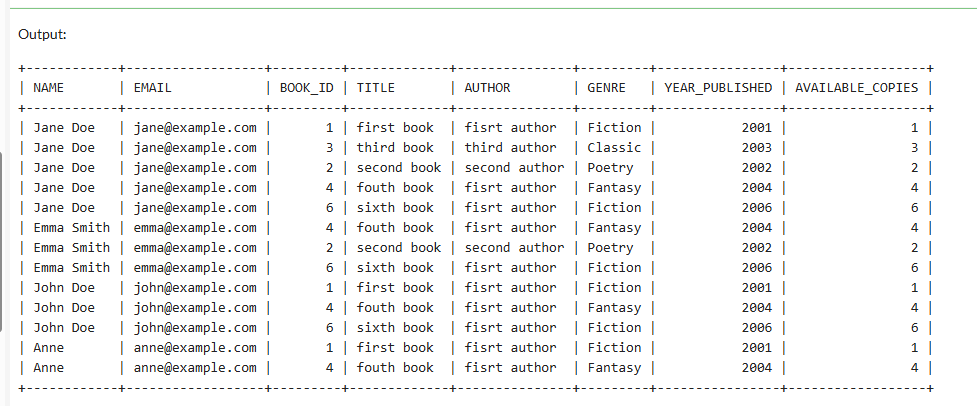 Output:
+------------+------------------+---------+-------------+---------------+---------+----------------+------------------+
| NAME       | EMAIL            | BOOK_ID | TITLE       | AUTHOR        | GENRE   | YEAR_PUBLISHED | AVAILABLE_COPIES |
+------------+------------------+---------+-------------+---------------+---------+----------------+------------------+
| Jane Doe   | jane@example.com |       1 | first book  | fisrt author  | Fiction |           2001 |                1 |
| Jane Doe   | jane@example.com |       3 | third book  | third author  | Classic |           2003 |                3 |
| Jane Doe   | jane@example.com |       2 | second book | second author | Poetry  |           2002 |                2 |
| Jane Doe   | jane@example.com |       4 | fouth book  | fisrt author  | Fantasy |           2004 |                4 |
| Jane Doe   | jane@example.com |       6 | sixth book  | fisrt author  | Fiction |           2006 |                6 |
| Emma Smith | emma@example.com |       4 | fouth book  | fisrt author  | Fantasy |           2004 |                4 |
| Emma Smith | emma@example.com |       2 | second book | second author | Poetry  |           2002 |                2 |
| Emma Smith | emma@example.com |       6 | sixth book  | fisrt author  | Fiction |           2006 |                6 |
| John Doe   | john@example.com |       1 | first book  | fisrt author  | Fiction |           2001 |                1 |
| John Doe   | john@example.com |       4 | fouth book  | fisrt author  | Fantasy |           2004 |                4 |
| John Doe   | john@example.com |       6 | sixth book  | fisrt author  | Fiction |           2006 |                6 |
| Anne       | anne@example.com |       1 | first book  | fisrt author  | Fiction |           2001 |                1 |
| Anne       | anne@example.com |       4 | fouth book  | fisrt author  | Fantasy |           2004 |                4 |
+------------+------------------+---------+-------------+---------------+---------+----------------+------------------+